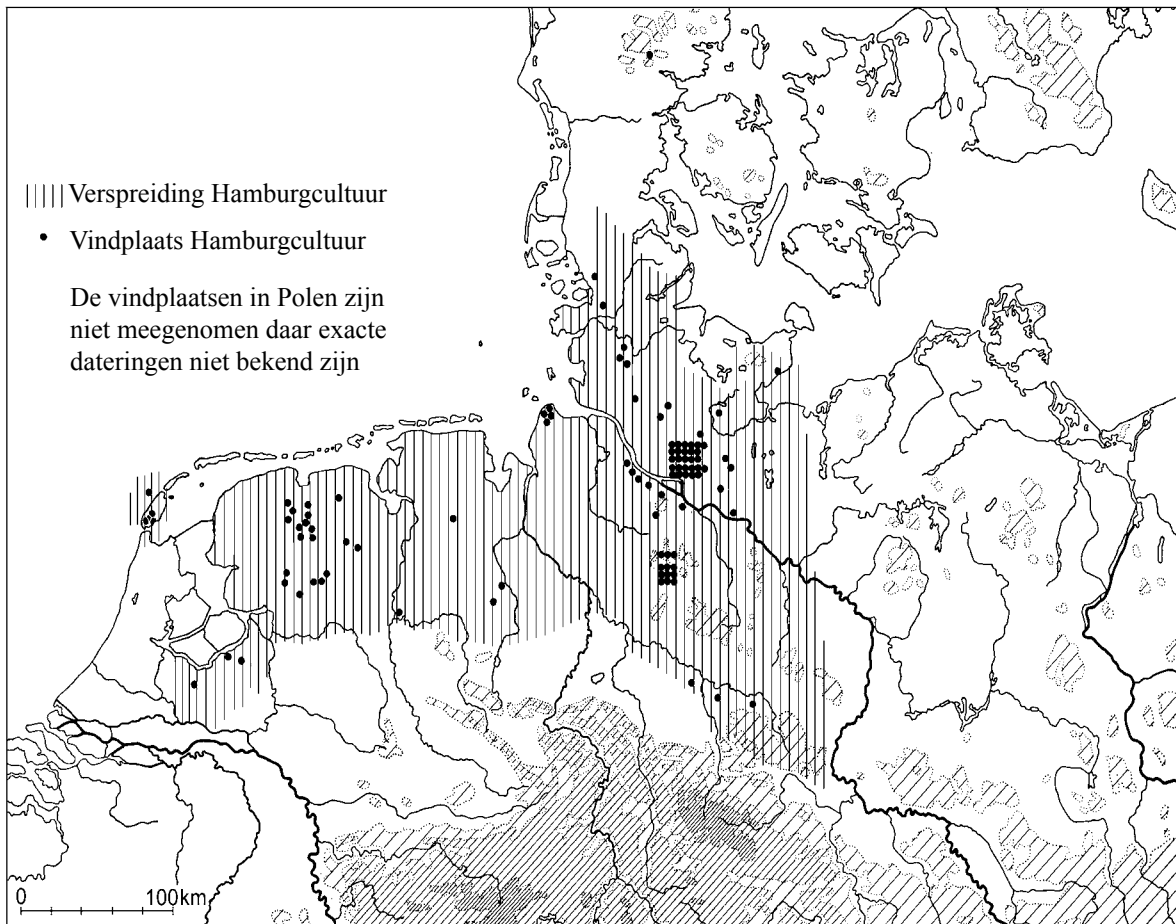 Verspreiding Hamburgcultuur
Vindplaats Hamburgcultuur
De vindplaatsen in Polen zijn
niet meegenomen daar exacte
dateringen niet bekend zijn
0 100km